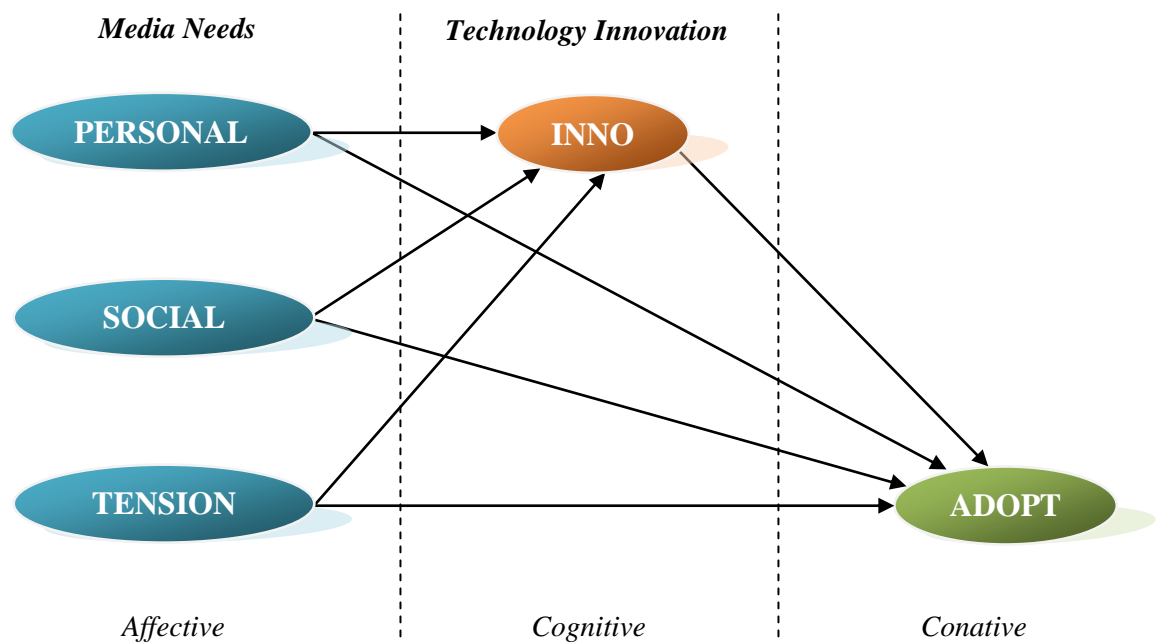 Media Needs
Technology Innovation
PERSONAL
INNO
SOCIAL
TENSION
ADOPT
Affective
Cognitive
Conative